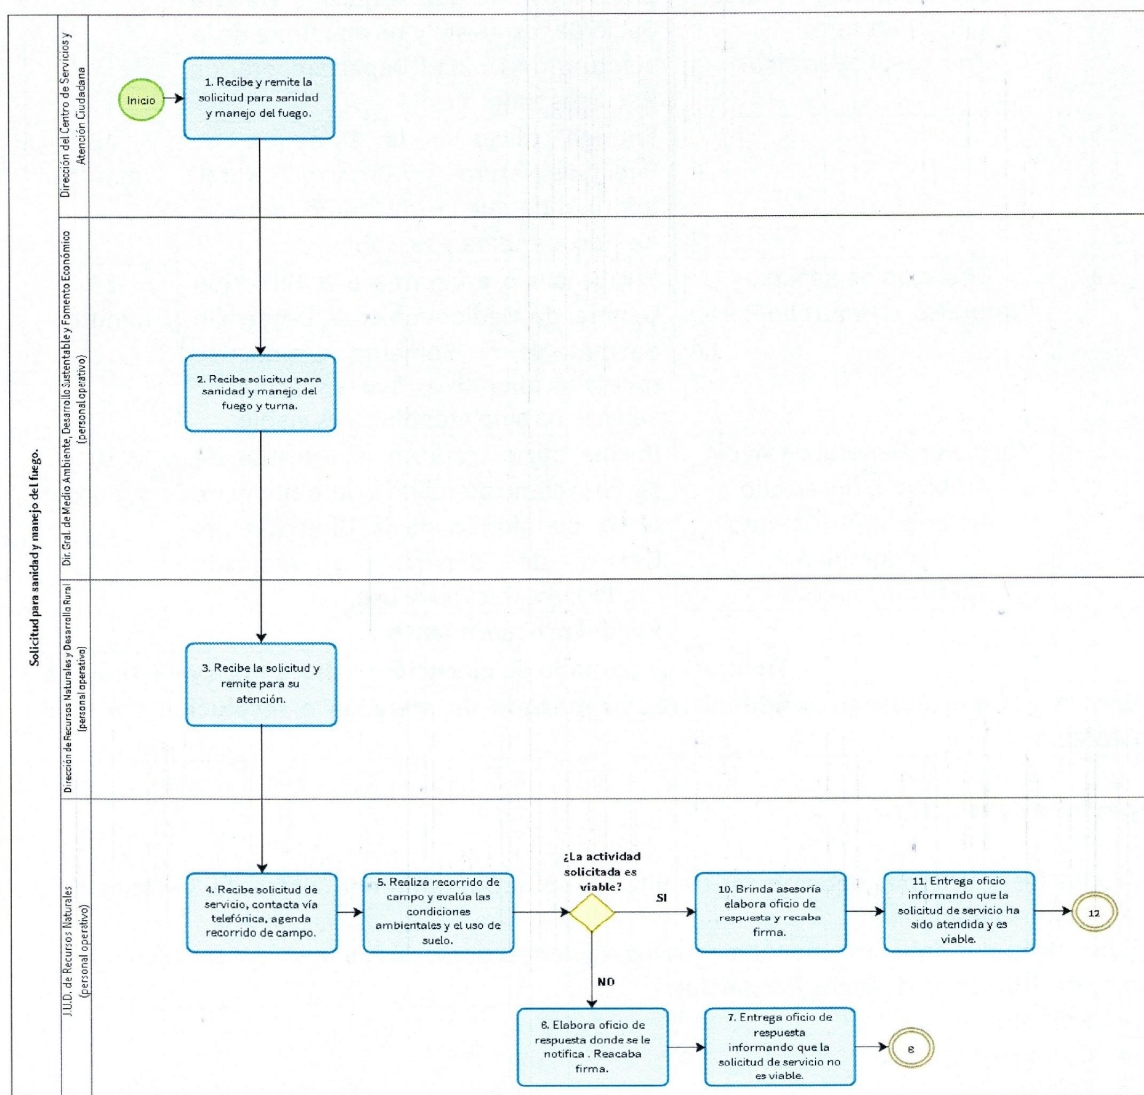 Solicitud para sanidad y manejo del fuego.
Dirección del Centro de Servicios y
Atención Ciudadana
Inicio
1. Recibe y remite la
solicitud para sanidad
y manejo del fuego.
Dir. Gral. de Medio Ambiente, Desarrollo Sustentable y Fomento Económico
(personal operativo)
2. Recibe solicitud para
sanidad y manejo del
fuego y turna.
Dirección de Recursos Naturales y Desarrollo Rural
(personal operativo)
3. Recibe la solicitud y
remite para su
atención.
J.U.D. de Recursos Naturales
(personal operativo)
4. Recibe solicitud de
servicio, contacta vía
telefónica, agenda
recorrido de campo.
5. Realiza recorrido de
campo y evalúa las
condiciones
ambientales y el uso de
suelo.
¿La actividad
solicitada es
viable?
SI
10. Brinda asesoría
elabora oficio de
respuesta y recaba
firma.
11. Entrega oficio
informando que la
solicitud de servicio ha
sido atendida y es
viable.
12
NO
6. Elabora oficio de
respuesta donde se le
notifica . Reacaba
firma.
7. Entrega oficio de
respuesta
informando que la
solicitud de servicio no
es viable.
8